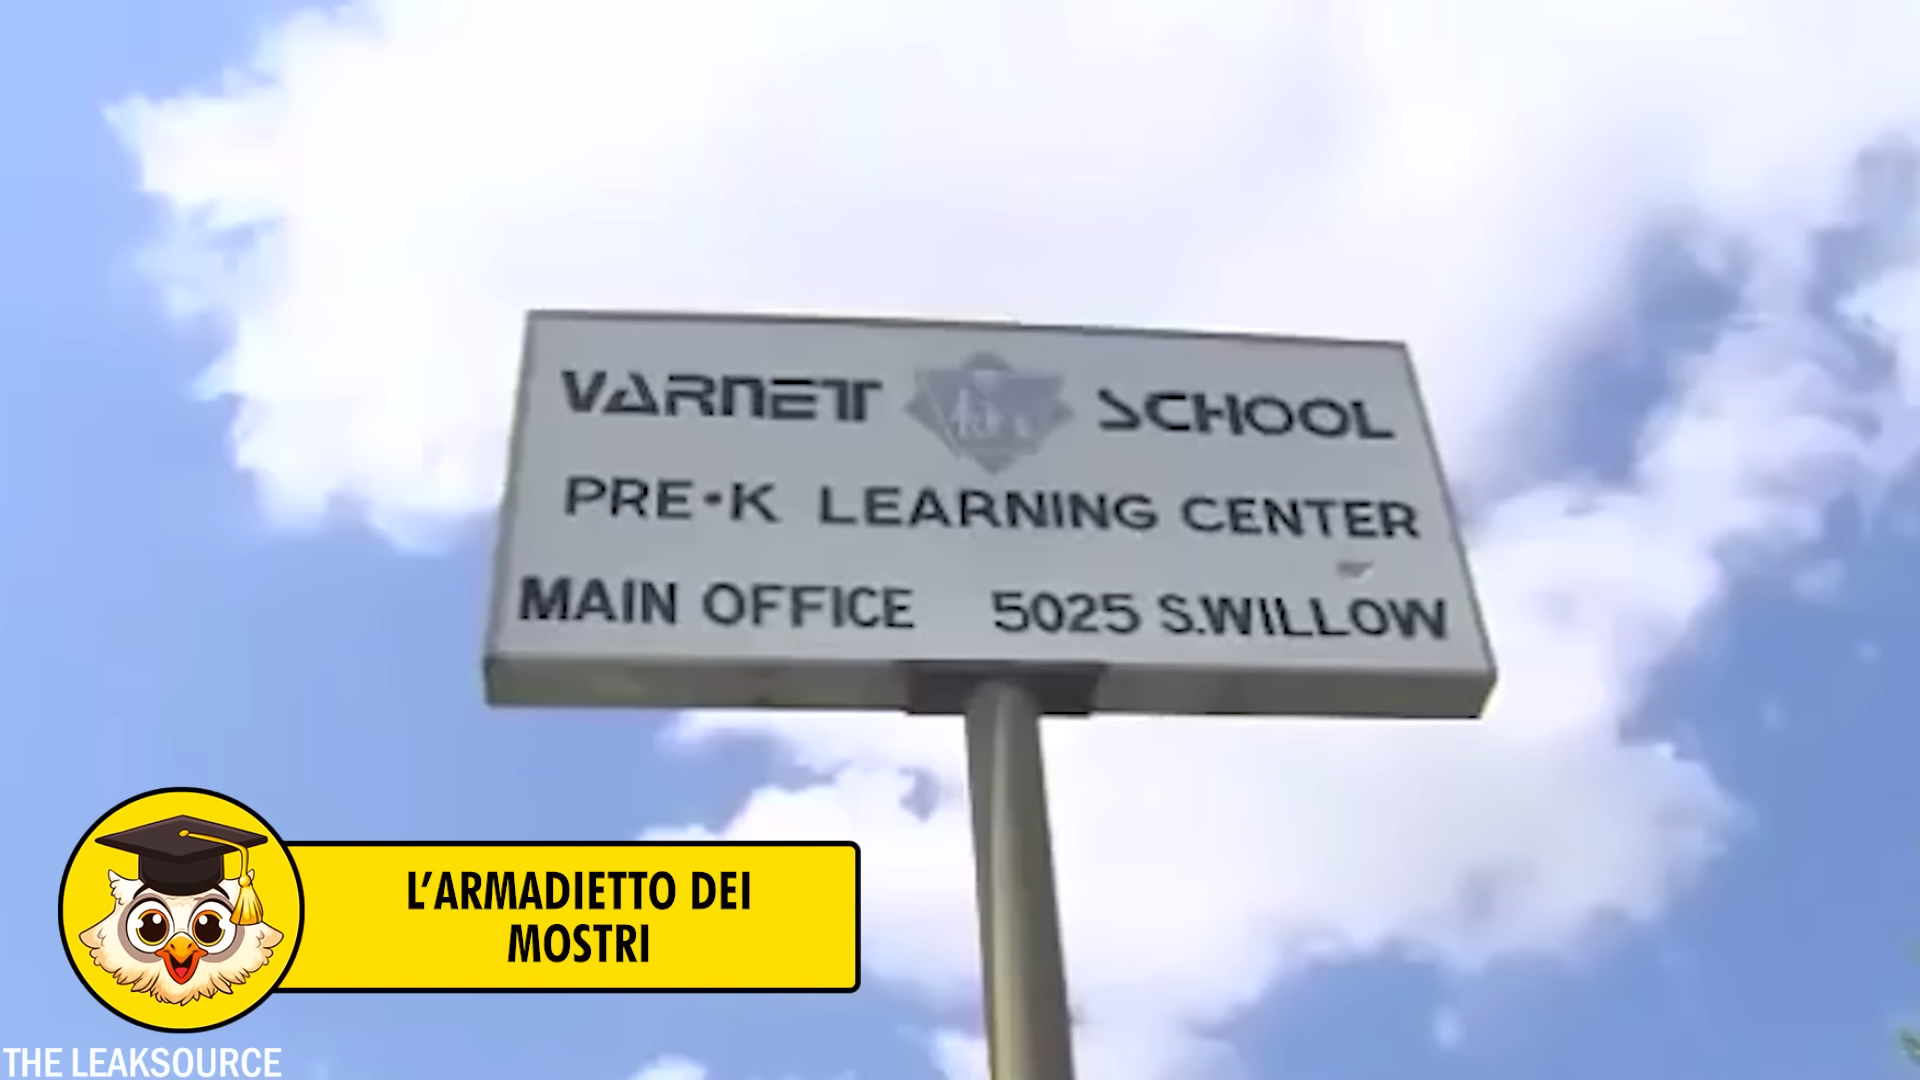 VARNETT SCHOOL
PRE•K LEARNING CENTER
MAIN OFFICE 5025 S.WILLOW
L'ARMADIETTO DEI
MOSTRI
THE LEAKSOURCE